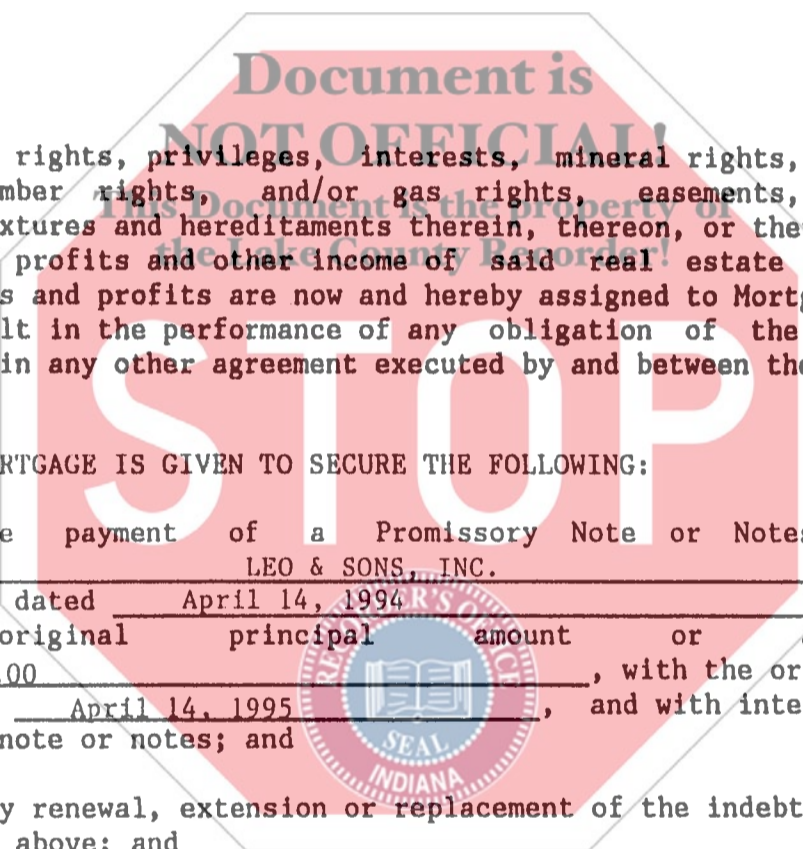 Document is
NOT OFFICIAL!
This Document is the property of
the Lake County Recorder!
STOP
rights, privileges, interests, mineral rights,
mber rights, and/or gas rights, easements,
xtures and hereditaments therein, thereon, or the
profits and other income of said real estate
s and profits are now and hereby assigned to Mortg
lt in the performance of any obligation of the
in any other agreement executed by and between the
RTGAGE IS GIVEN TO SECURE THE FOLLOWING:
e payment of a Promissory Note or Notes
LEO & SONS, INC.
dated April 14, 1994
original principal amount or
00 , with the or
April 14, 1995 , and with inte
note or notes; and
y renewal, extension or replacement of the indebt
above; and
RECORDER'S OFFICE
SEAL
INDIANA